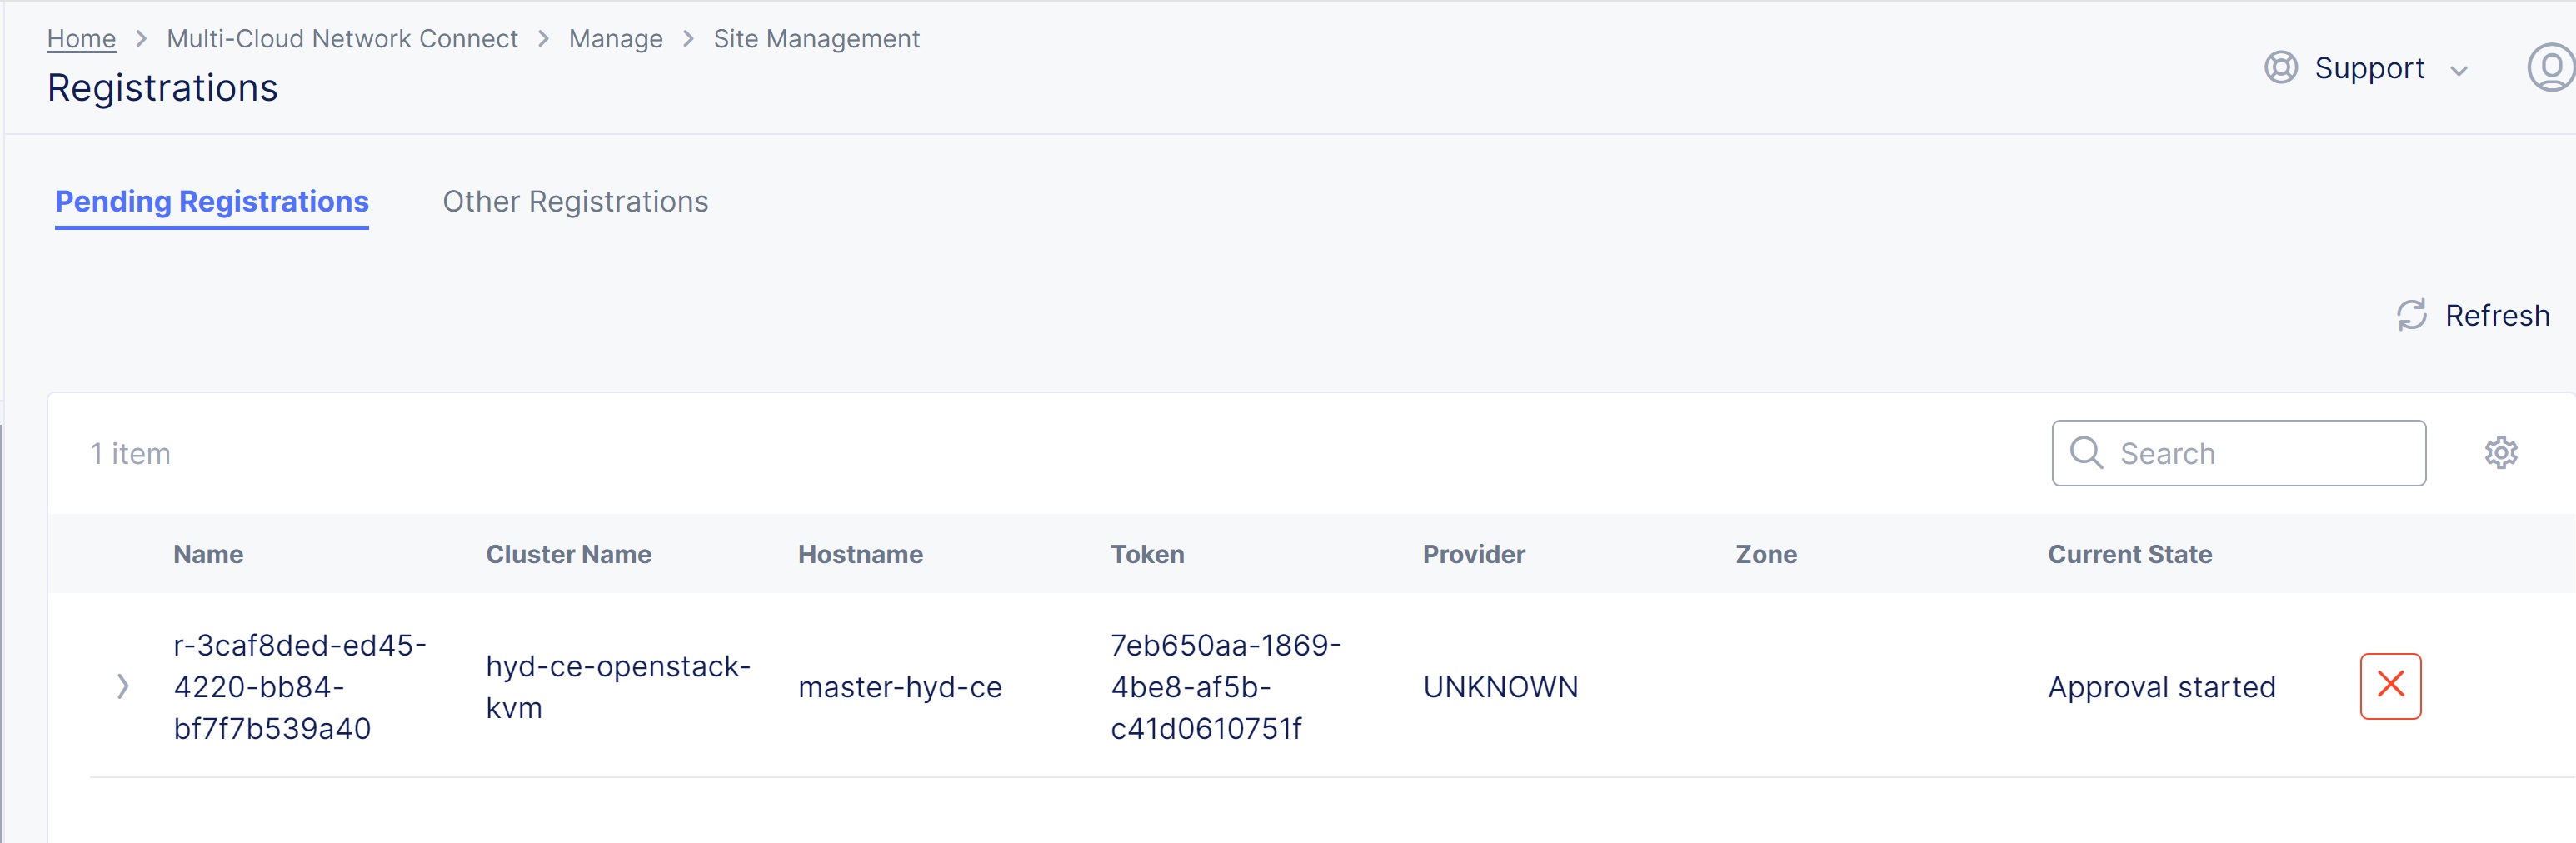 Home > Multi-Cloud Network Connect > Manage > Site Management
Registrations
Support
Pending Registrations
Other Registrations
Refresh
1 item
Search
Name
Cluster Name
Hostname
Token
Provider
Zone
Current State
r-3caf8ded-ed45-
4220-bb84-
bf7f7b539a40
hyd-ce-openstack-
kvm
master-hyd-ce
7eb650aa-1869-
4be8-af5b-
c41d0610751f
UNKNOWN
Approval started